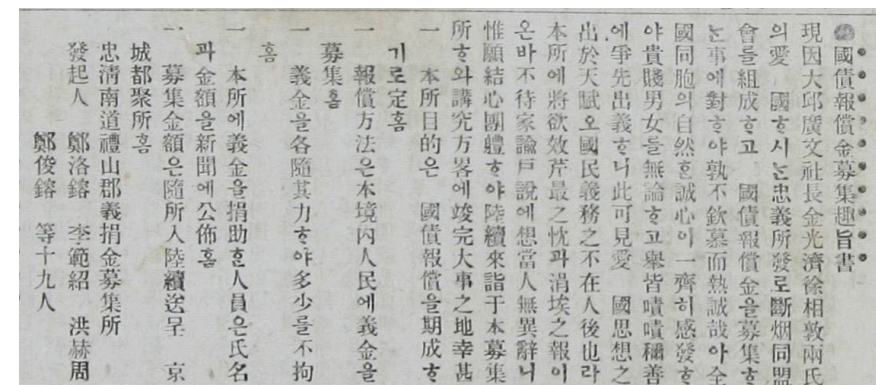 國債報償金募集趣旨書
現因大邱廣文社長金光濟徐相敦兩氏
의愛 國ᄒᆞ시ᄂᆞᆫ忠義所發로斷烟同盟
會를組成ᄒᆞ고 國債報償金을募集ᄒᆞ
ᄂᆞᆫ事에對ᄒᆞ야孰不欽慕而熱誠哉아全
國同胞의自然ᄒᆞᆫ誠心이一齊히感發ᄒᆞ
야貴賤男女를無論ᄒᆞ고擧皆嘖嘖稱善
에爭先出義ᄒᆞ니此可見愛 國思想之
出於天賦오國民義務之不在人後也라
本所에將欲效芹最之忱과涓埃之報이
온바不待家諭戶說에想當人無異辭니
惟願結心團軆ᄒᆞ야陸續來詣于本募集
所ᄒᆞ와講究方畧에竣完大事之地幸甚
一 本所目的은 國債報償을期成ᄒᆞ
기로定홈
一 報償方法은本境內人民에義金을
募集홈
一 義金을各隨其力ᄒᆞ야多少를不拘
홈
一 本所에義金을捐助ᄒᆞᆫ人員은氏名
과金額을新聞에公佈홈
一 募集金額은隨所入陸續送呈 京
城都聚所홈
忠淸南道禮山郡義捐金募集所
發起人 鄭洛鎔 李範紹 洪赫周
鄭俊鎔 等十九人